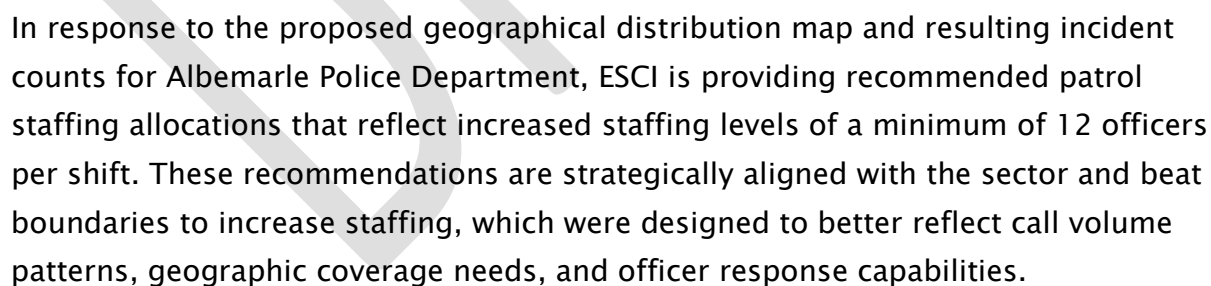 In response to the proposed geographical distribution map and resulting incident
counts for Albemarle Police Department, ESCI is providing recommended patrol
staffing allocations that reflect increased staffing levels of a minimum of 12 officers
per shift. These recommendations are strategically aligned with the sector and beat
boundaries to increase staffing, which were designed to better reflect call volume
patterns, geographic coverage needs, and officer response capabilities.